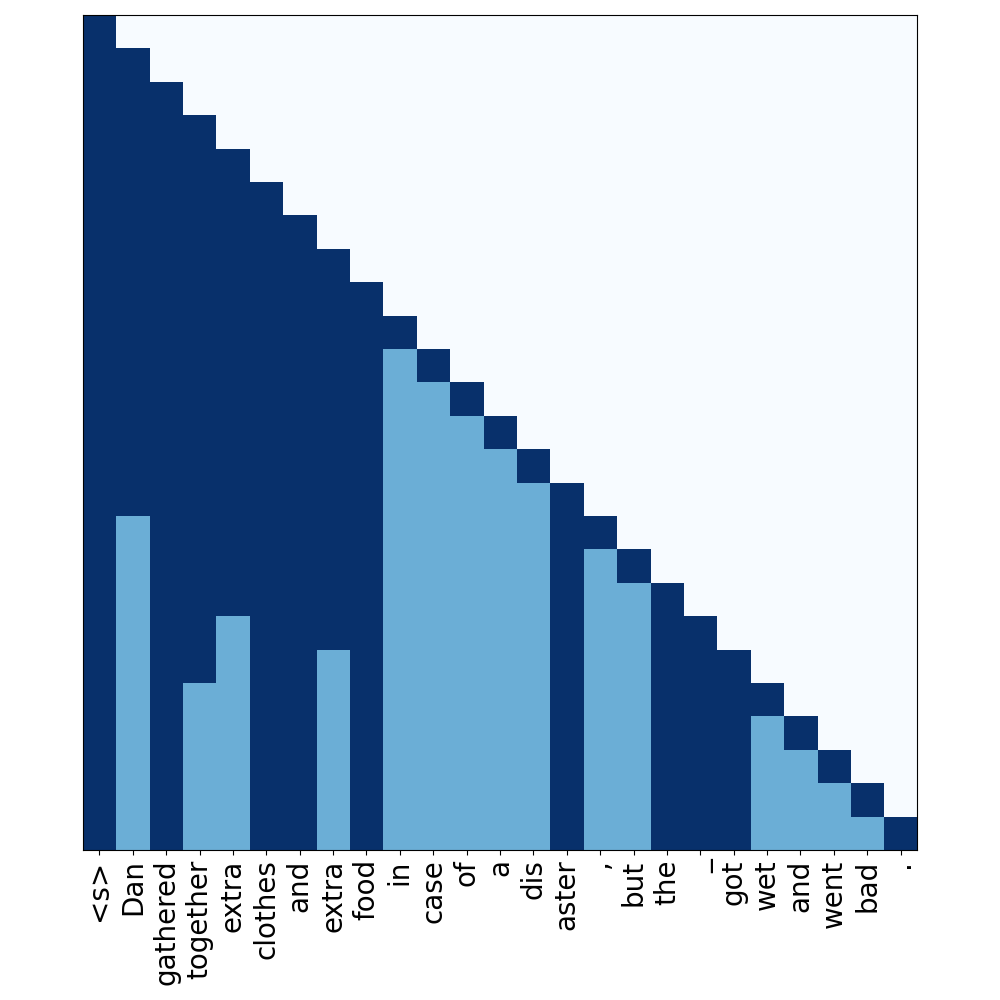 <s> Dan gathered together extra clothes and extra food in case of a dis aster , but the _ got wet and went bad .